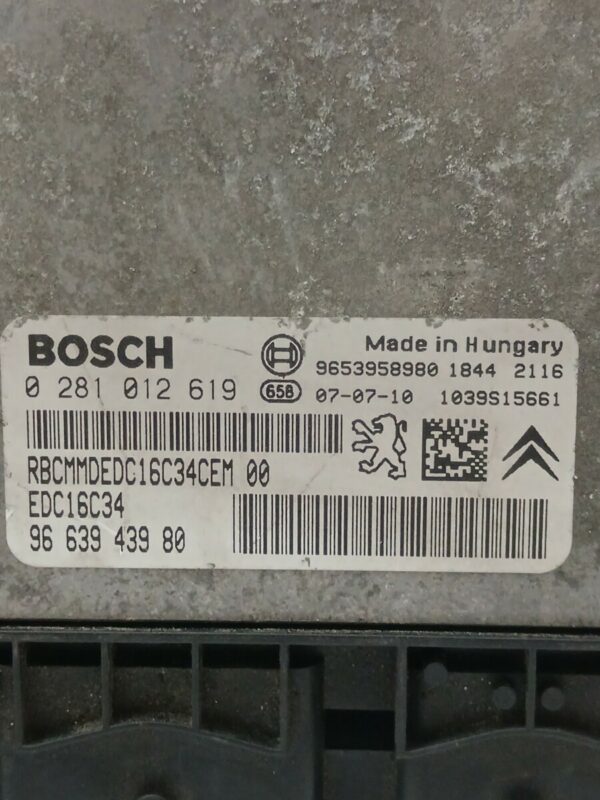 BOSCH
Made in Hungary
9653958980 1844 2116
0 281 012 619
658
07-07-10 1039S15661
RBCMMDEDC16C34CEM 00
EDC16C34
96 639 439 80